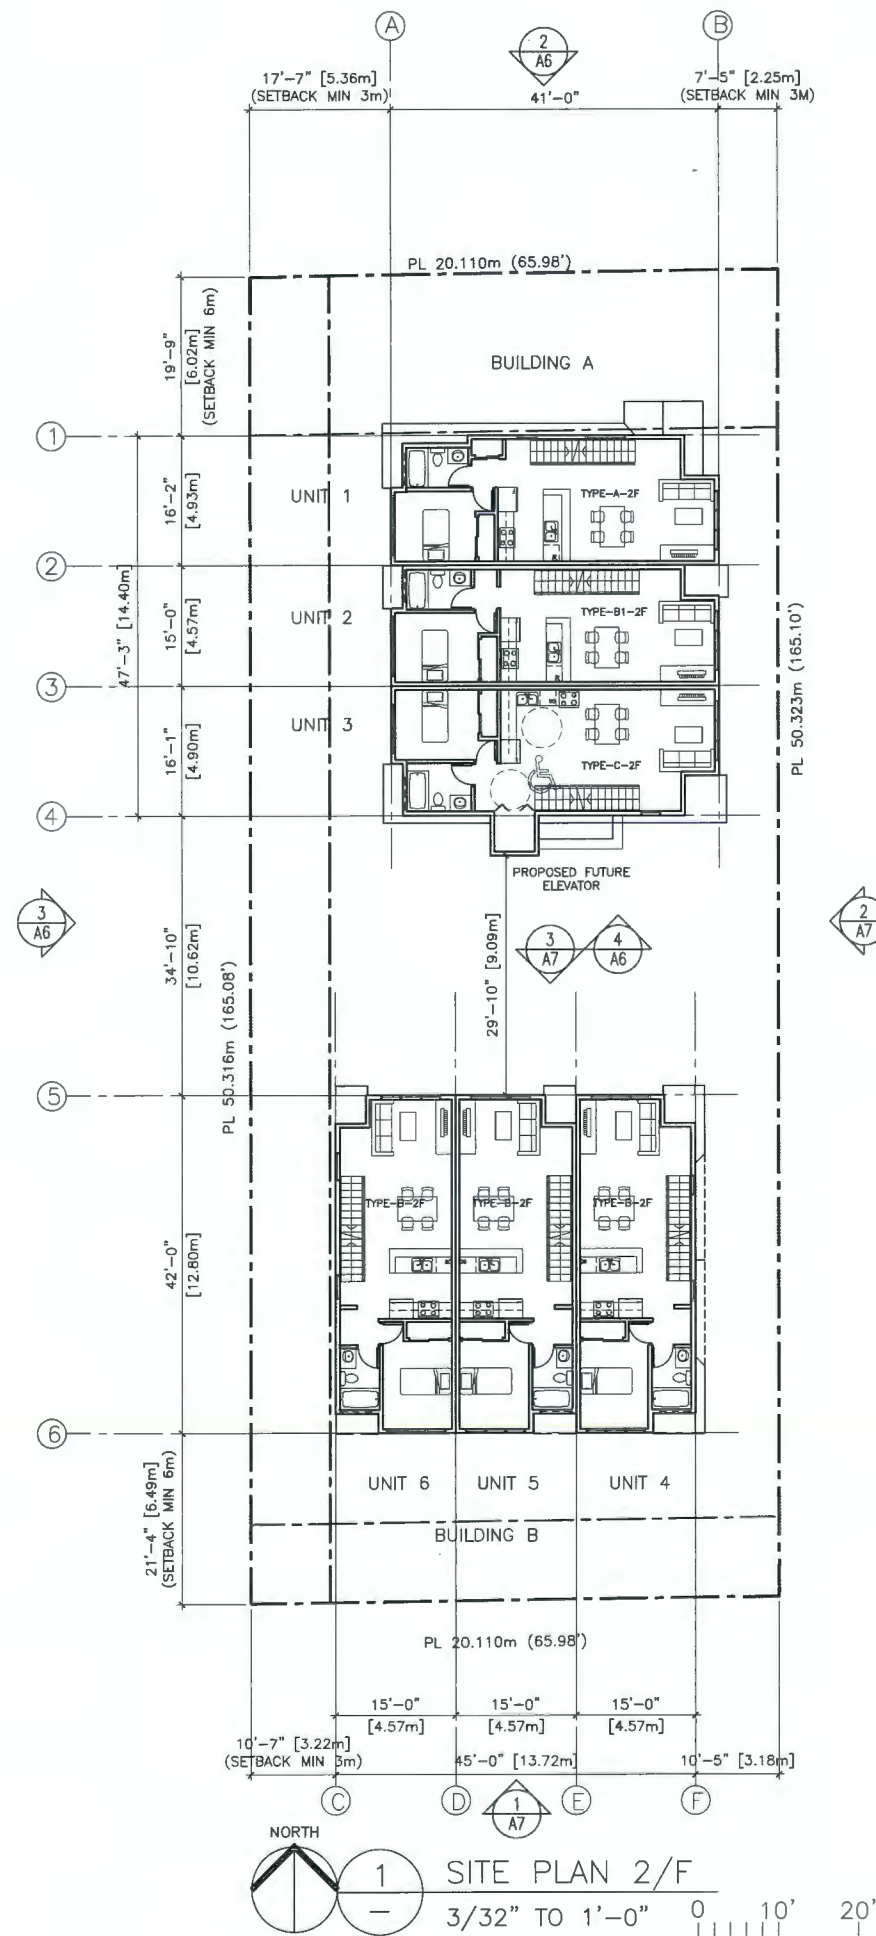 A
B
2
A6
17'-7" [5.36m]
(SETBACK MIN 3m)
41'-0"
7'-5" [2.25m]
(SETBACK MIN 3M)
PL 20.110m (65.98')
19'-9"
[6.02m]
(SETBACK MIN 6m)
BUILDING A
1
UNIT 1
TYPE-A-2F
16'-2"
[4.93m]
2
UNIT 2
TYPE-B1-2F
15'-0"
[4.57m]
47'-3" [14.40m]
3
UNIT 3
TYPE-C-2F
16'-1"
[4.90m]
4
PL 50.323m (165.10')
PROPOSED FUTURE
ELEVATOR
3
A6
3
A7
4
A6
2
A7
34'-10"
[10.62m]
29'-10" [9.09m]
PL 50.316m (165.08')
5
TYPE-B-2F
TYPE-B-2F
TYPE-B-2F
42'-0"
[12.80m]
6
UNIT 6
UNIT 5
UNIT 4
21'-4" [6.49m]
(SETBACK MIN 6m)
BUILDING B
PL 20.110m (65.98')
15'-0"
[4.57m]
15'-0"
[4.57m]
15'-0"
[4.57m]
10'-7" [3.22m]
(SETBACK MIN 3m)
45'-0" [13.72m]
10'-5" [3.18m]
C
D
1
A7
E
F
NORTH
1
—
SITE PLAN 2/F
3/32" TO 1'-0"
0 10' 20'